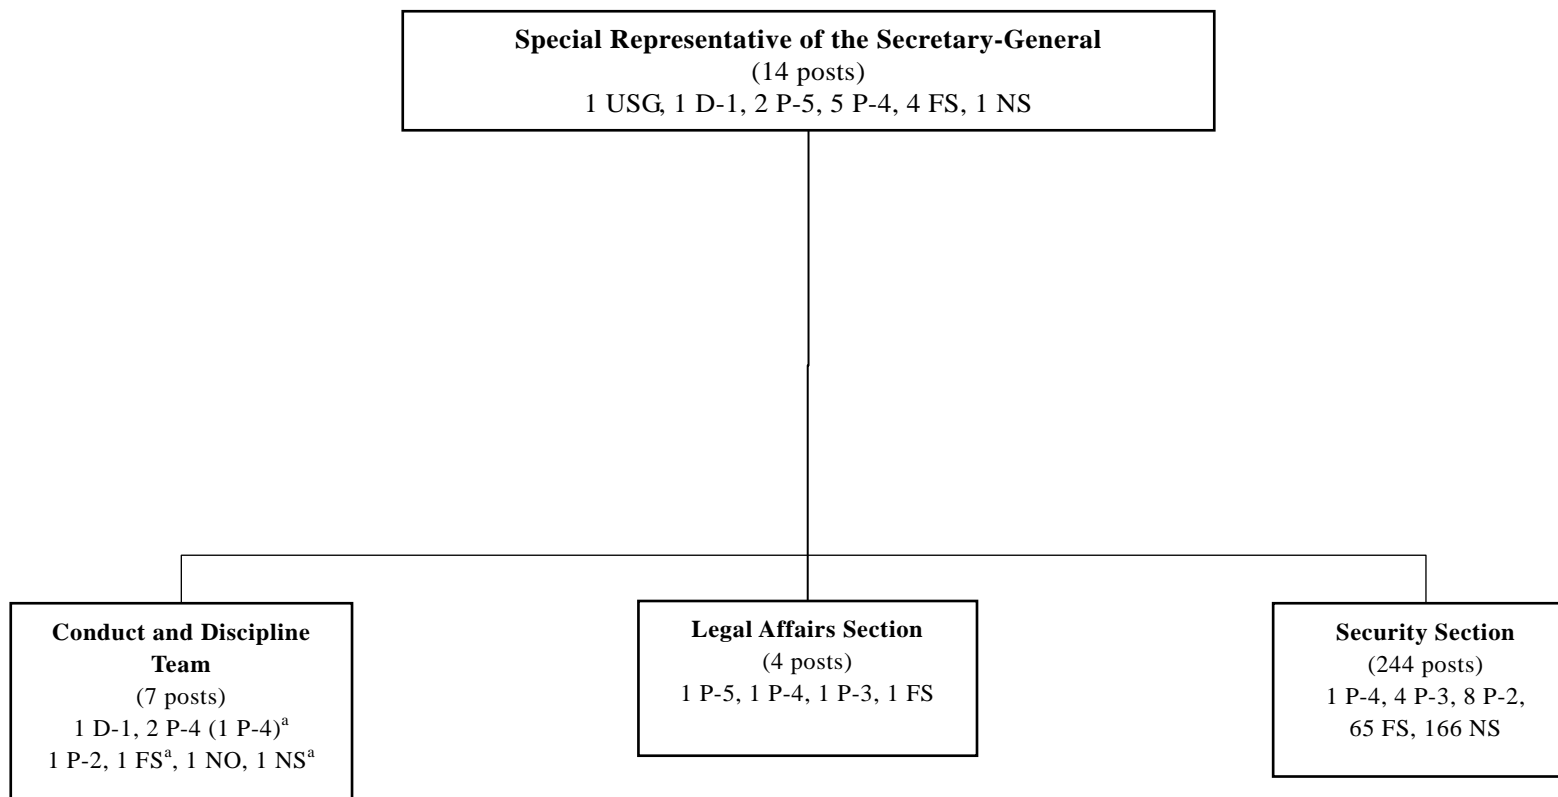 Special Representative of the Secretary-General
(14 posts)
1 USG, 1 D-1, 2 P-5, 5 P-4, 4 FS, 1 NS
Conduct and Discipline
Team
(7 posts)
1 D-1, 2 P-4 (1 P-4)ᵃ
1 P-2, 1 FSᵃ, 1 NO, 1 NSᵃ
Legal Affairs Section
(4 posts)
1 P-5, 1 P-4, 1 P-3, 1 FS
Security Section
(244 posts)
1 P-4, 4 P-3, 8 P-2,
65 FS, 166 NS